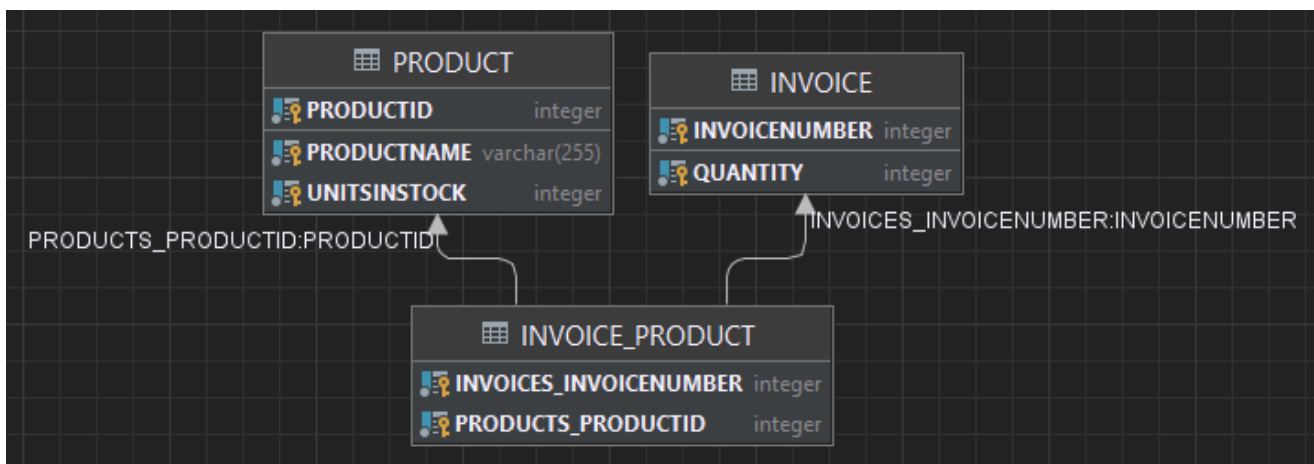 PRODUCT
PRODUCTID integer
PRODUCTNAME varchar(255)
UNITSINSTOCK integer
INVOICE
INVOICENUMBER integer
QUANTITY integer
PRODUCTS_PRODUCTID:PRODUCTID
INVOICES_INVOICENUMBER:INVOICENUMBER
INVOICE_PRODUCT
INVOICES_INVOICENUMBER integer
PRODUCTS_PRODUCTID integer